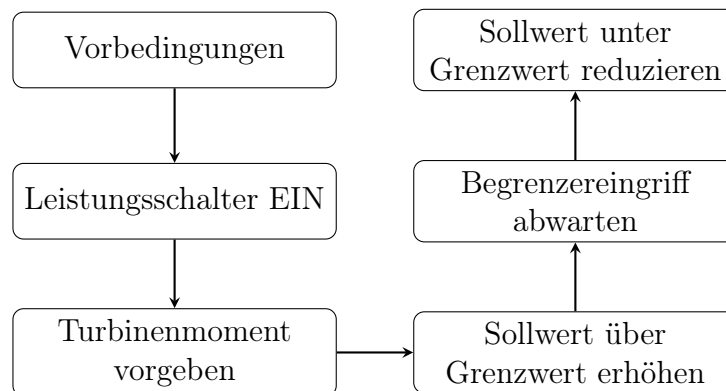 Vorbedingungen
Leistungsschalter EIN
Turbinenmoment
vorgeben
Sollwert über
Grenzwert erhöhen
Begrenzereingriff
abwarten
Sollwert unter
Grenzwert reduzieren